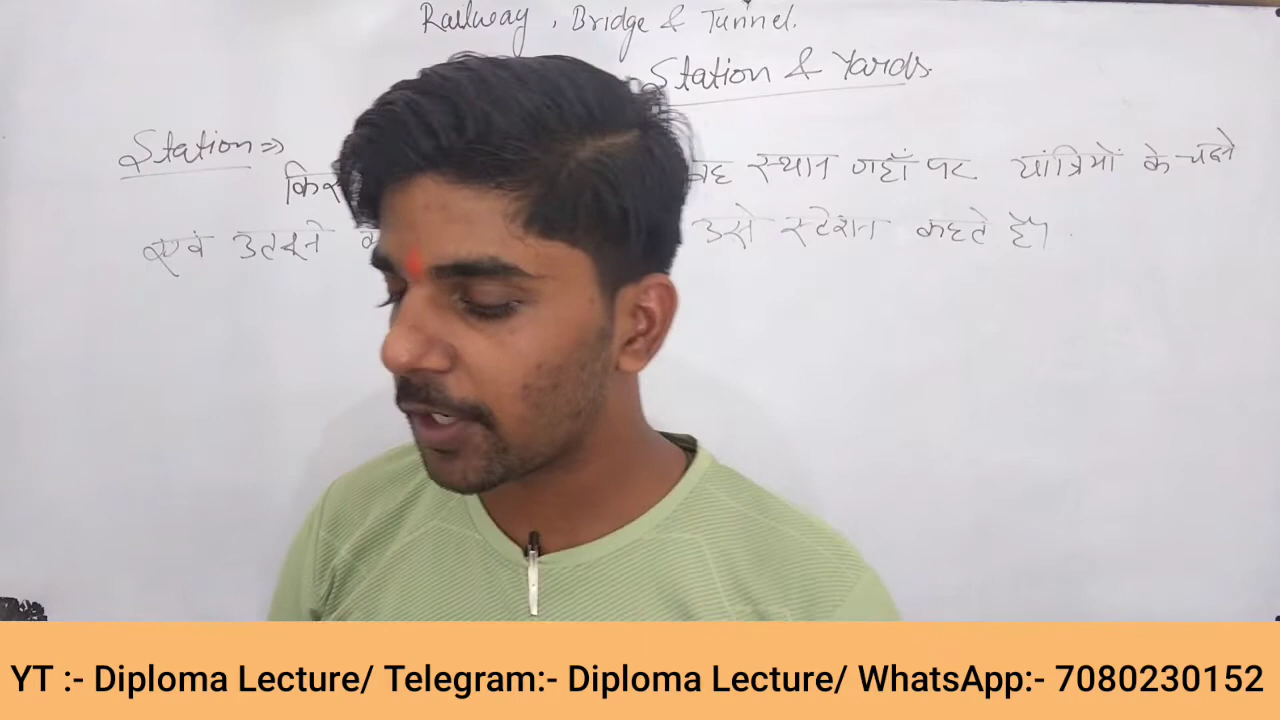 Railway, Bridge & Tunnel.
Station & Yards
Station ⇒
वह स्थान जहाँ पर यांत्रियों के चढ़ने
एवं उतरने उसे स्टेशन कहते हैं।
YT :- Diploma Lecture/ Telegram:- Diploma Lecture/ WhatsApp:- 7080230152